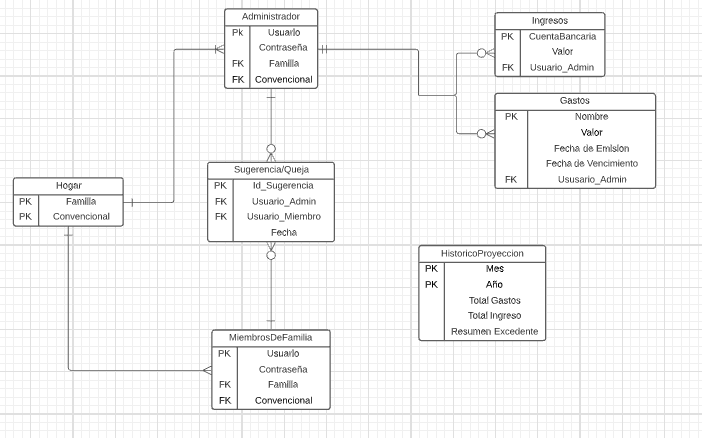 Administrador
Pk Usuario
Contraseña
FK Familia
FK Convencional
Ingresos
PK CuentaBancaria
Valor
FK Usuario_Admin
Gastos
PK Nombre
Valor
Fecha de Emision
Fecha de Vencimiento
FK Ususario_Admin
Sugerencia/Queja
PK Id_Sugerencia
FK Usuario_Admin
FK Usuario_Miembro
Fecha
Hogar
PK Familia
PK Convencional
HistoricoProyeccion
PK Mes
PK Año
Total Gastos
Total Ingreso
Resumen Excedente
MiembrosDeFamilia
PK Usuario
Contraseña
FK Familia
FK Convencional